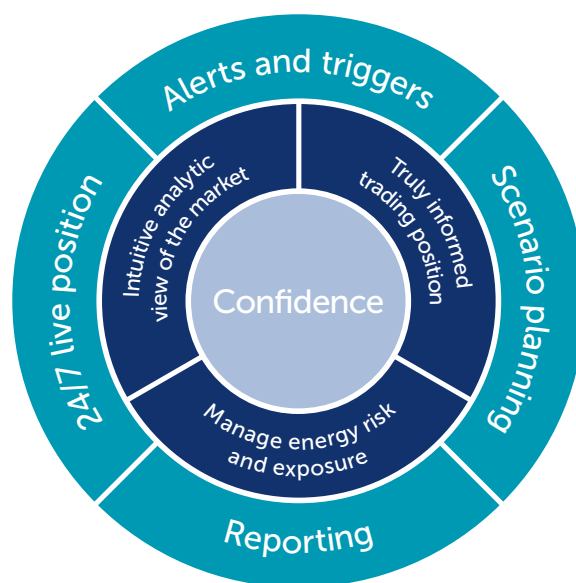 Alerts and triggers
Scenario planning
Reporting
24/7 live position
Intuitive analytic
view of the market
Truly informed
trading position
Manage energy risk
and exposure
Confidence